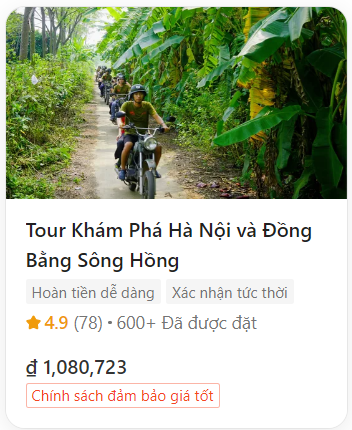 Tour Khám Phá Hà Nội và Đồng
Bằng Sông Hồng
Hoàn tiền dễ dàng Xác nhận tức thời
4.9 (78) • 600+ Đã được đặt
₫ 1,080,723
Chính sách đảm bảo giá tốt